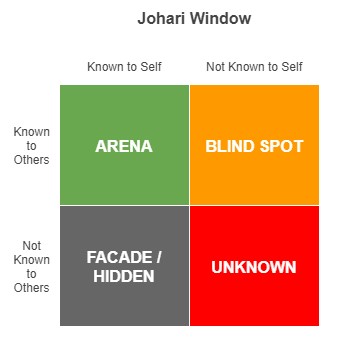 Johari Window
Known to Self
Not Known to Self
Known
to
Others
ARENA
BLIND SPOT
Not
Known
to
Others
FACADE /
HIDDEN
UNKNOWN